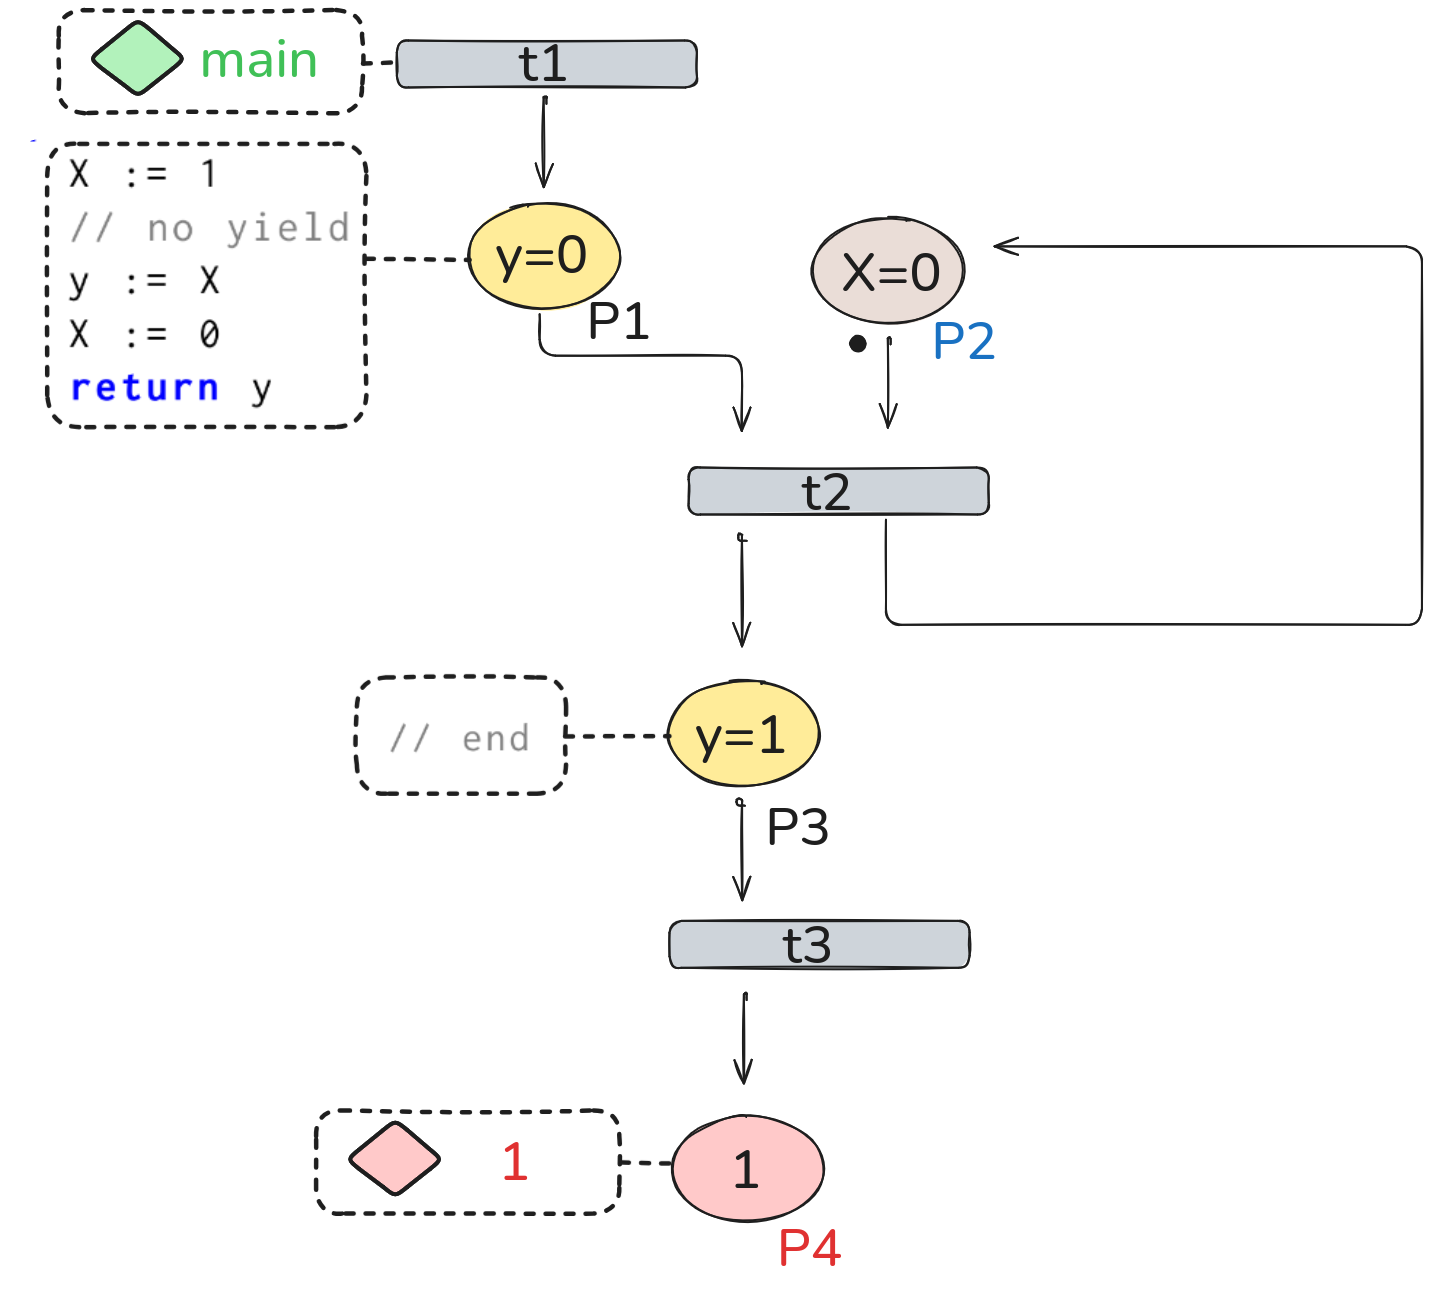 main
t1
X := 1
// no yield
y := X
X := 0
return y
y=0
P1
X=0
P2
t2
// end
y=1
P3
t3
1
1
P4